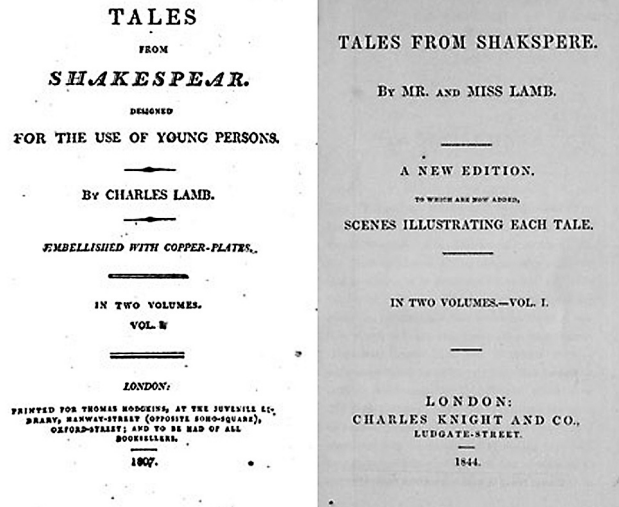 TALES
FROM
SHAKESPEAR.
DESIGNED
FOR THE USE OF YOUNG PERSONS.
BY CHARLES LAMB.
EMBELLISHED WITH COPPER-PLATES.
IN TWO VOLUMES.
VOL.
LONDON:
PRINTED FOR THOMAS HODGKINS, AT THE JUVENILE LI-
BRARY, HANWAY-STREET (OPPOSITE SOHO-SQUARE),
OXFORD-STREET; AND TO BE HAD OF ALL
BOOKSELLERS.
1807.
TALES FROM SHAKSPERE.
BY MR. AND MISS LAMB.
A NEW EDITION.
TO WHICH ARE NOW ADDED,
SCENES ILLUSTRATING EACH TALE.
IN TWO VOLUMES.—VOL. I.
LONDON:
CHARLES KNIGHT AND CO.,
LUDGATE-STREET.
1844.